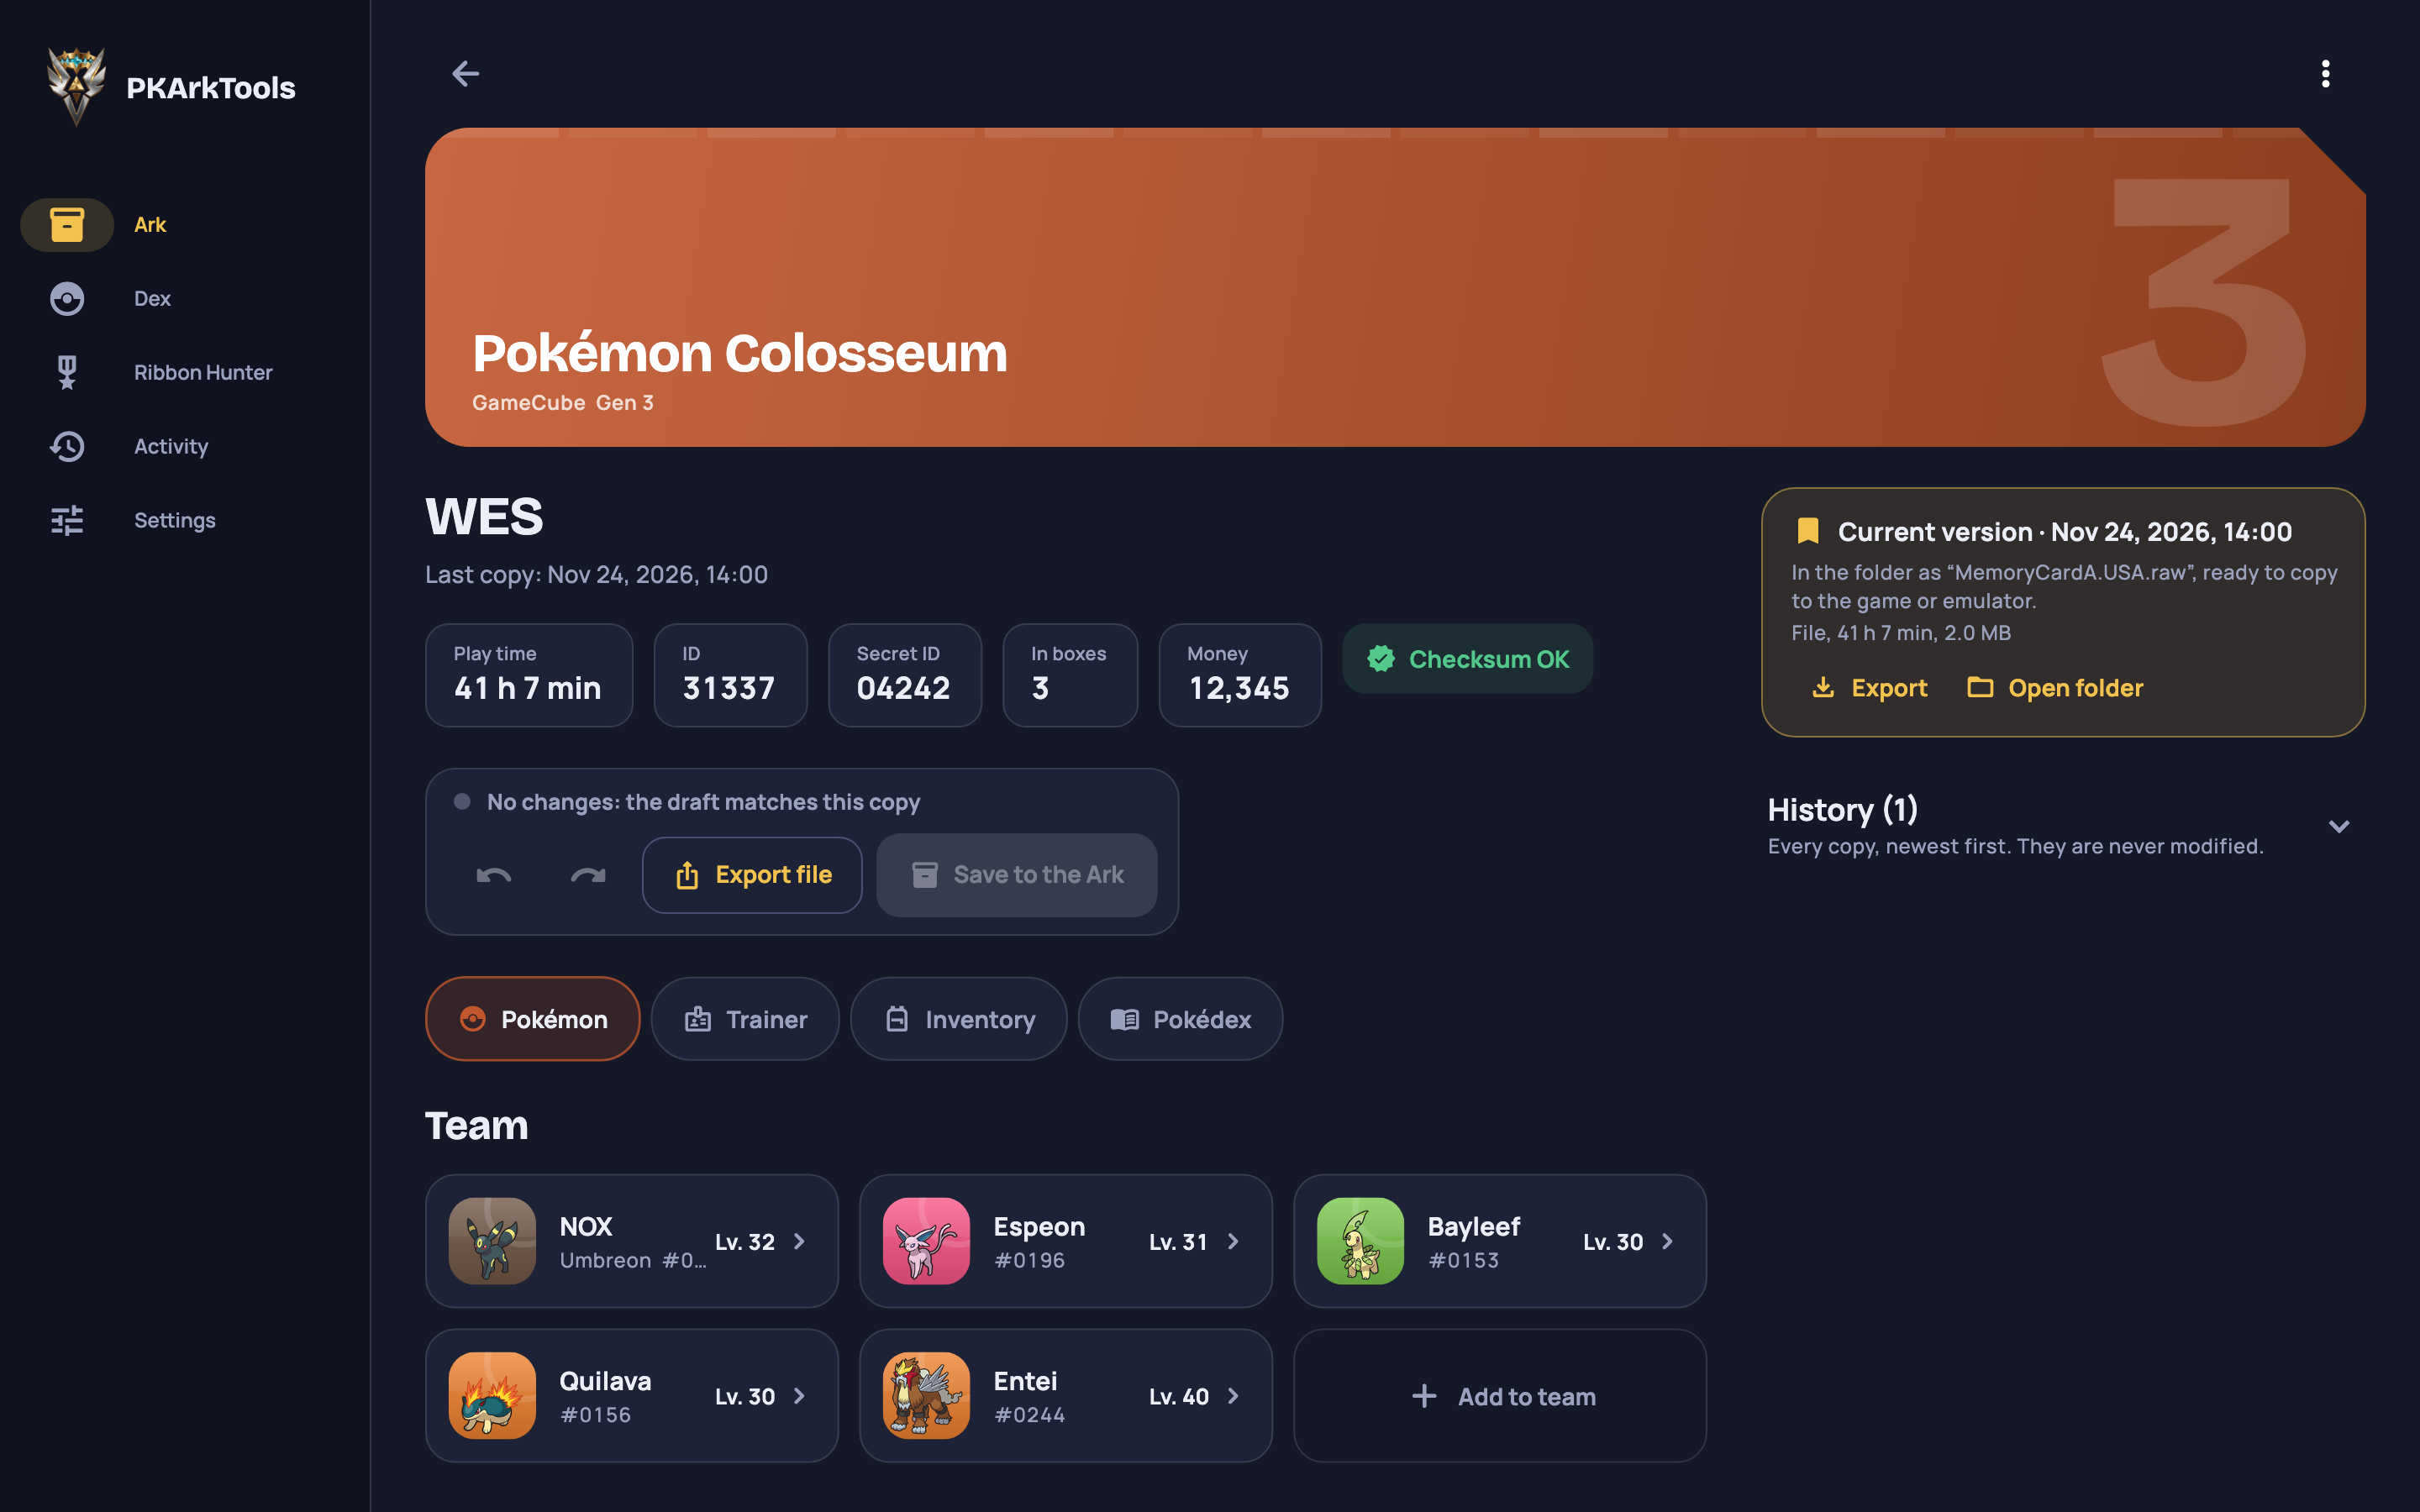 PKArkTools
Ark
Dex
Ribbon Hunter
Activity
Settings
3
Pokémon Colosseum
GameCube Gen 3
WES
Last copy: Nov 24, 2026, 14:00
Play time
41 h 7 min
ID
31337
Secret ID
04242
In boxes
3
Money
12,345
Checksum OK
Current version · Nov 24, 2026, 14:00
In the folder as “MemoryCardA.USA.raw”, ready to copy
to the game or emulator.
File, 41 h 7 min, 2.0 MB
Export
Open folder
No changes: the draft matches this copy
Export file
Save to the Ark
History (1)
Every copy, newest first. They are never modified.
Pokémon
Trainer
Inventory
Pokédex
Team
NOX
Umbreon #0...
Lv. 32
Espeon
#0196
Lv. 31
Bayleef
#0153
Lv. 30
Quilava
#0156
Lv. 30
Entei
#0244
Lv. 40
Add to team